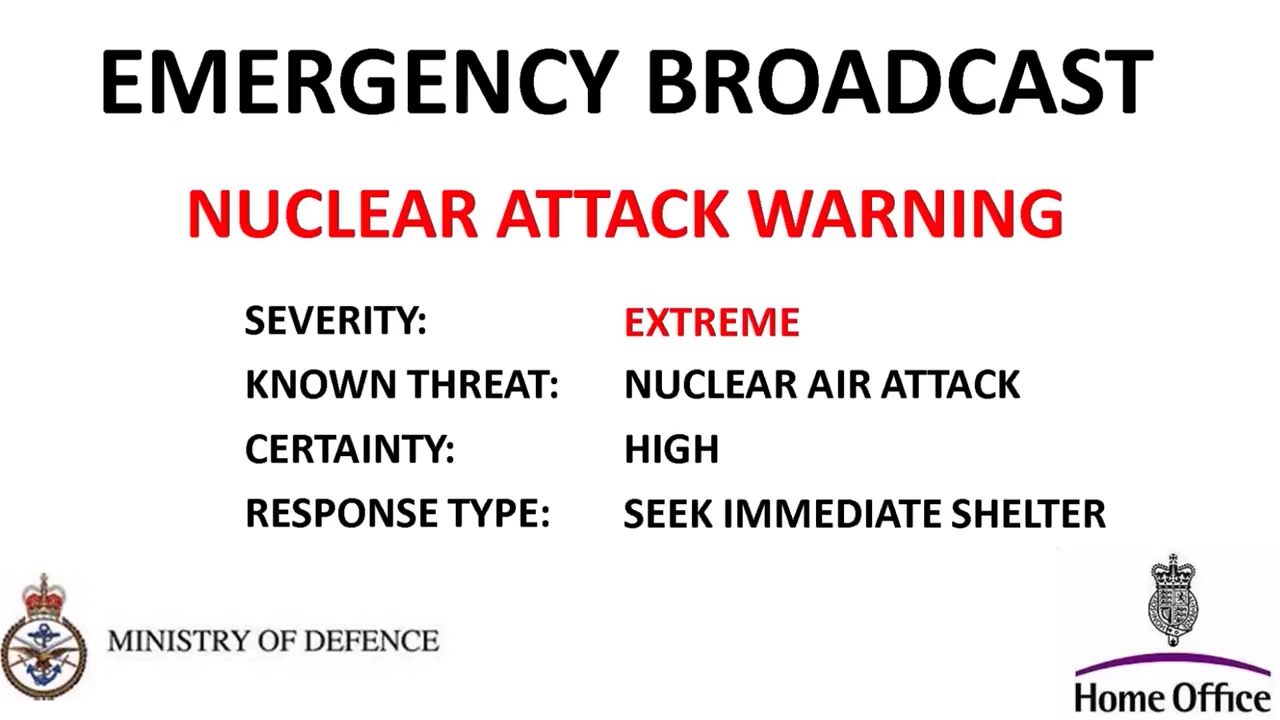 EMERGENCY BROADCAST
NUCLEAR ATTACK WARNING
SEVERITY: EXTREME
KNOWN THREAT: NUCLEAR AIR ATTACK
CERTAINTY: HIGH
RESPONSE TYPE: SEEK IMMEDIATE SHELTER
MINISTRY OF DEFENCE
Home Office